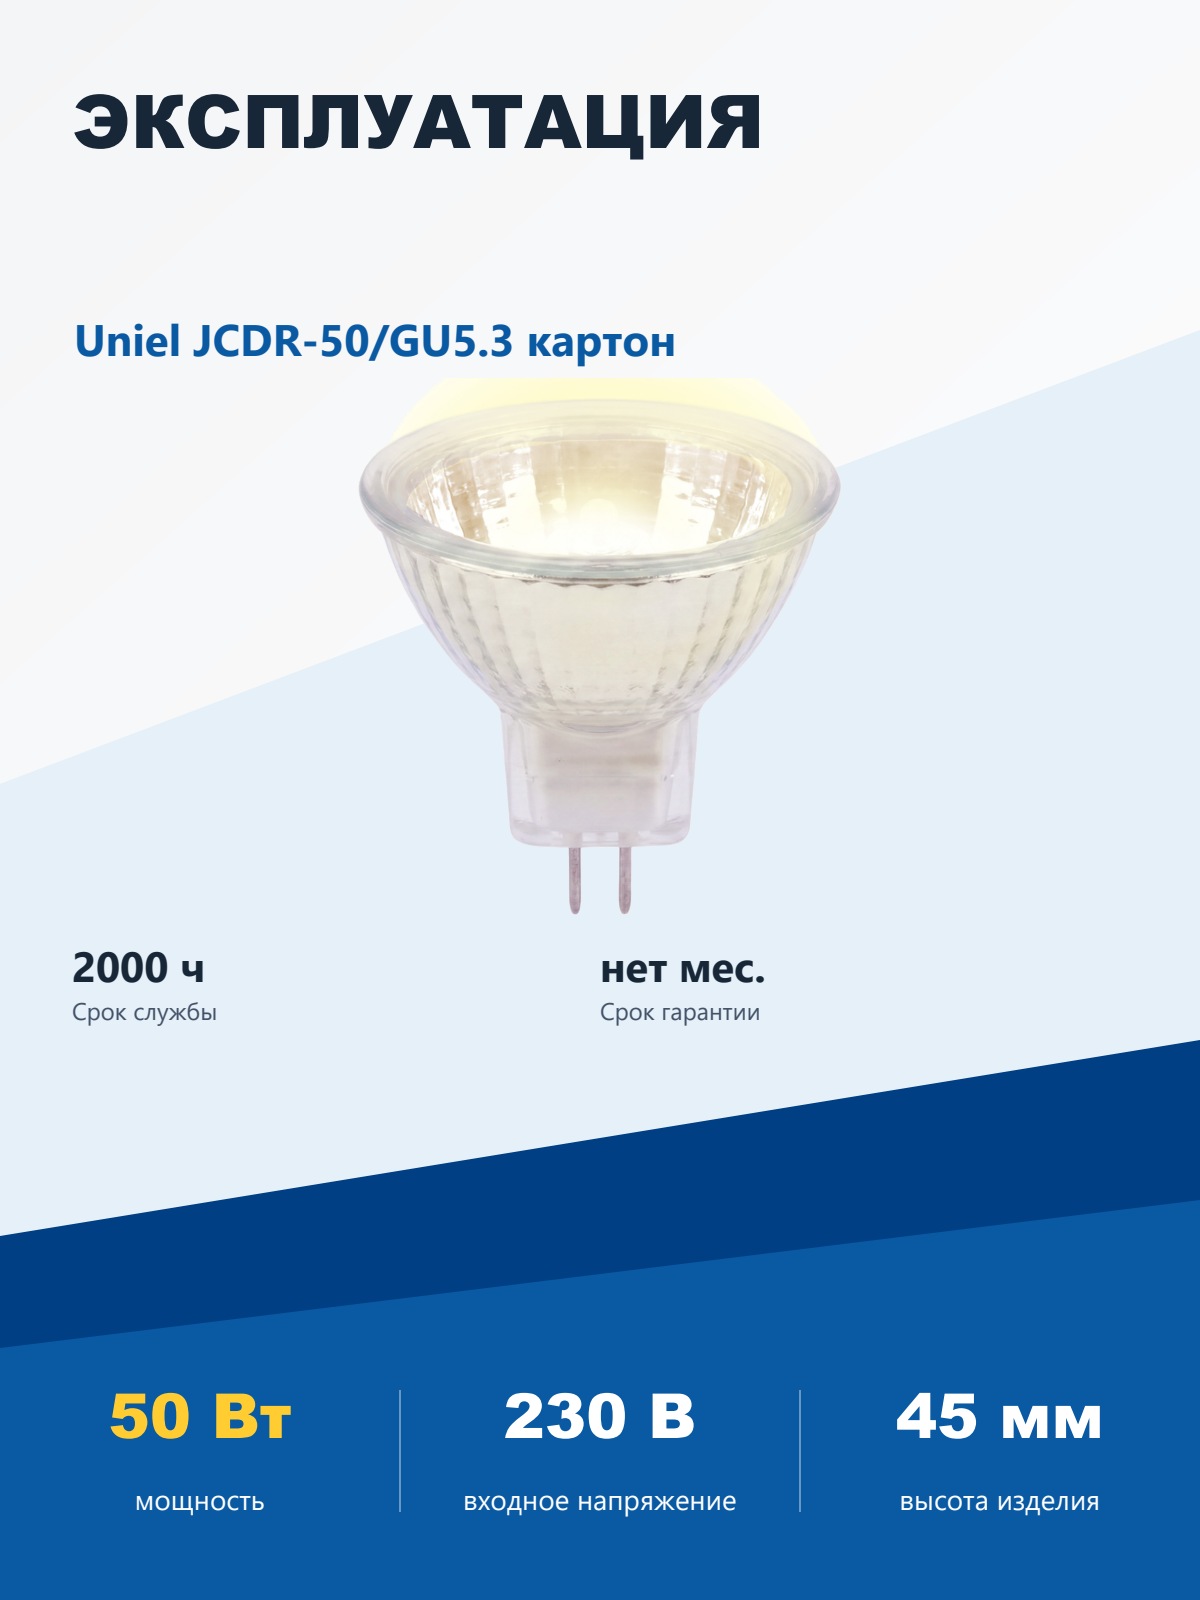 ЭКСПЛУАТАЦИЯ
Uniel JCDR-50/GU5.3 картон
2000 ч
Срок службы
нет мес.
Срок гарантии
50 Вт
мощность
230 В
входное напряжение
45 мм
высота изделия